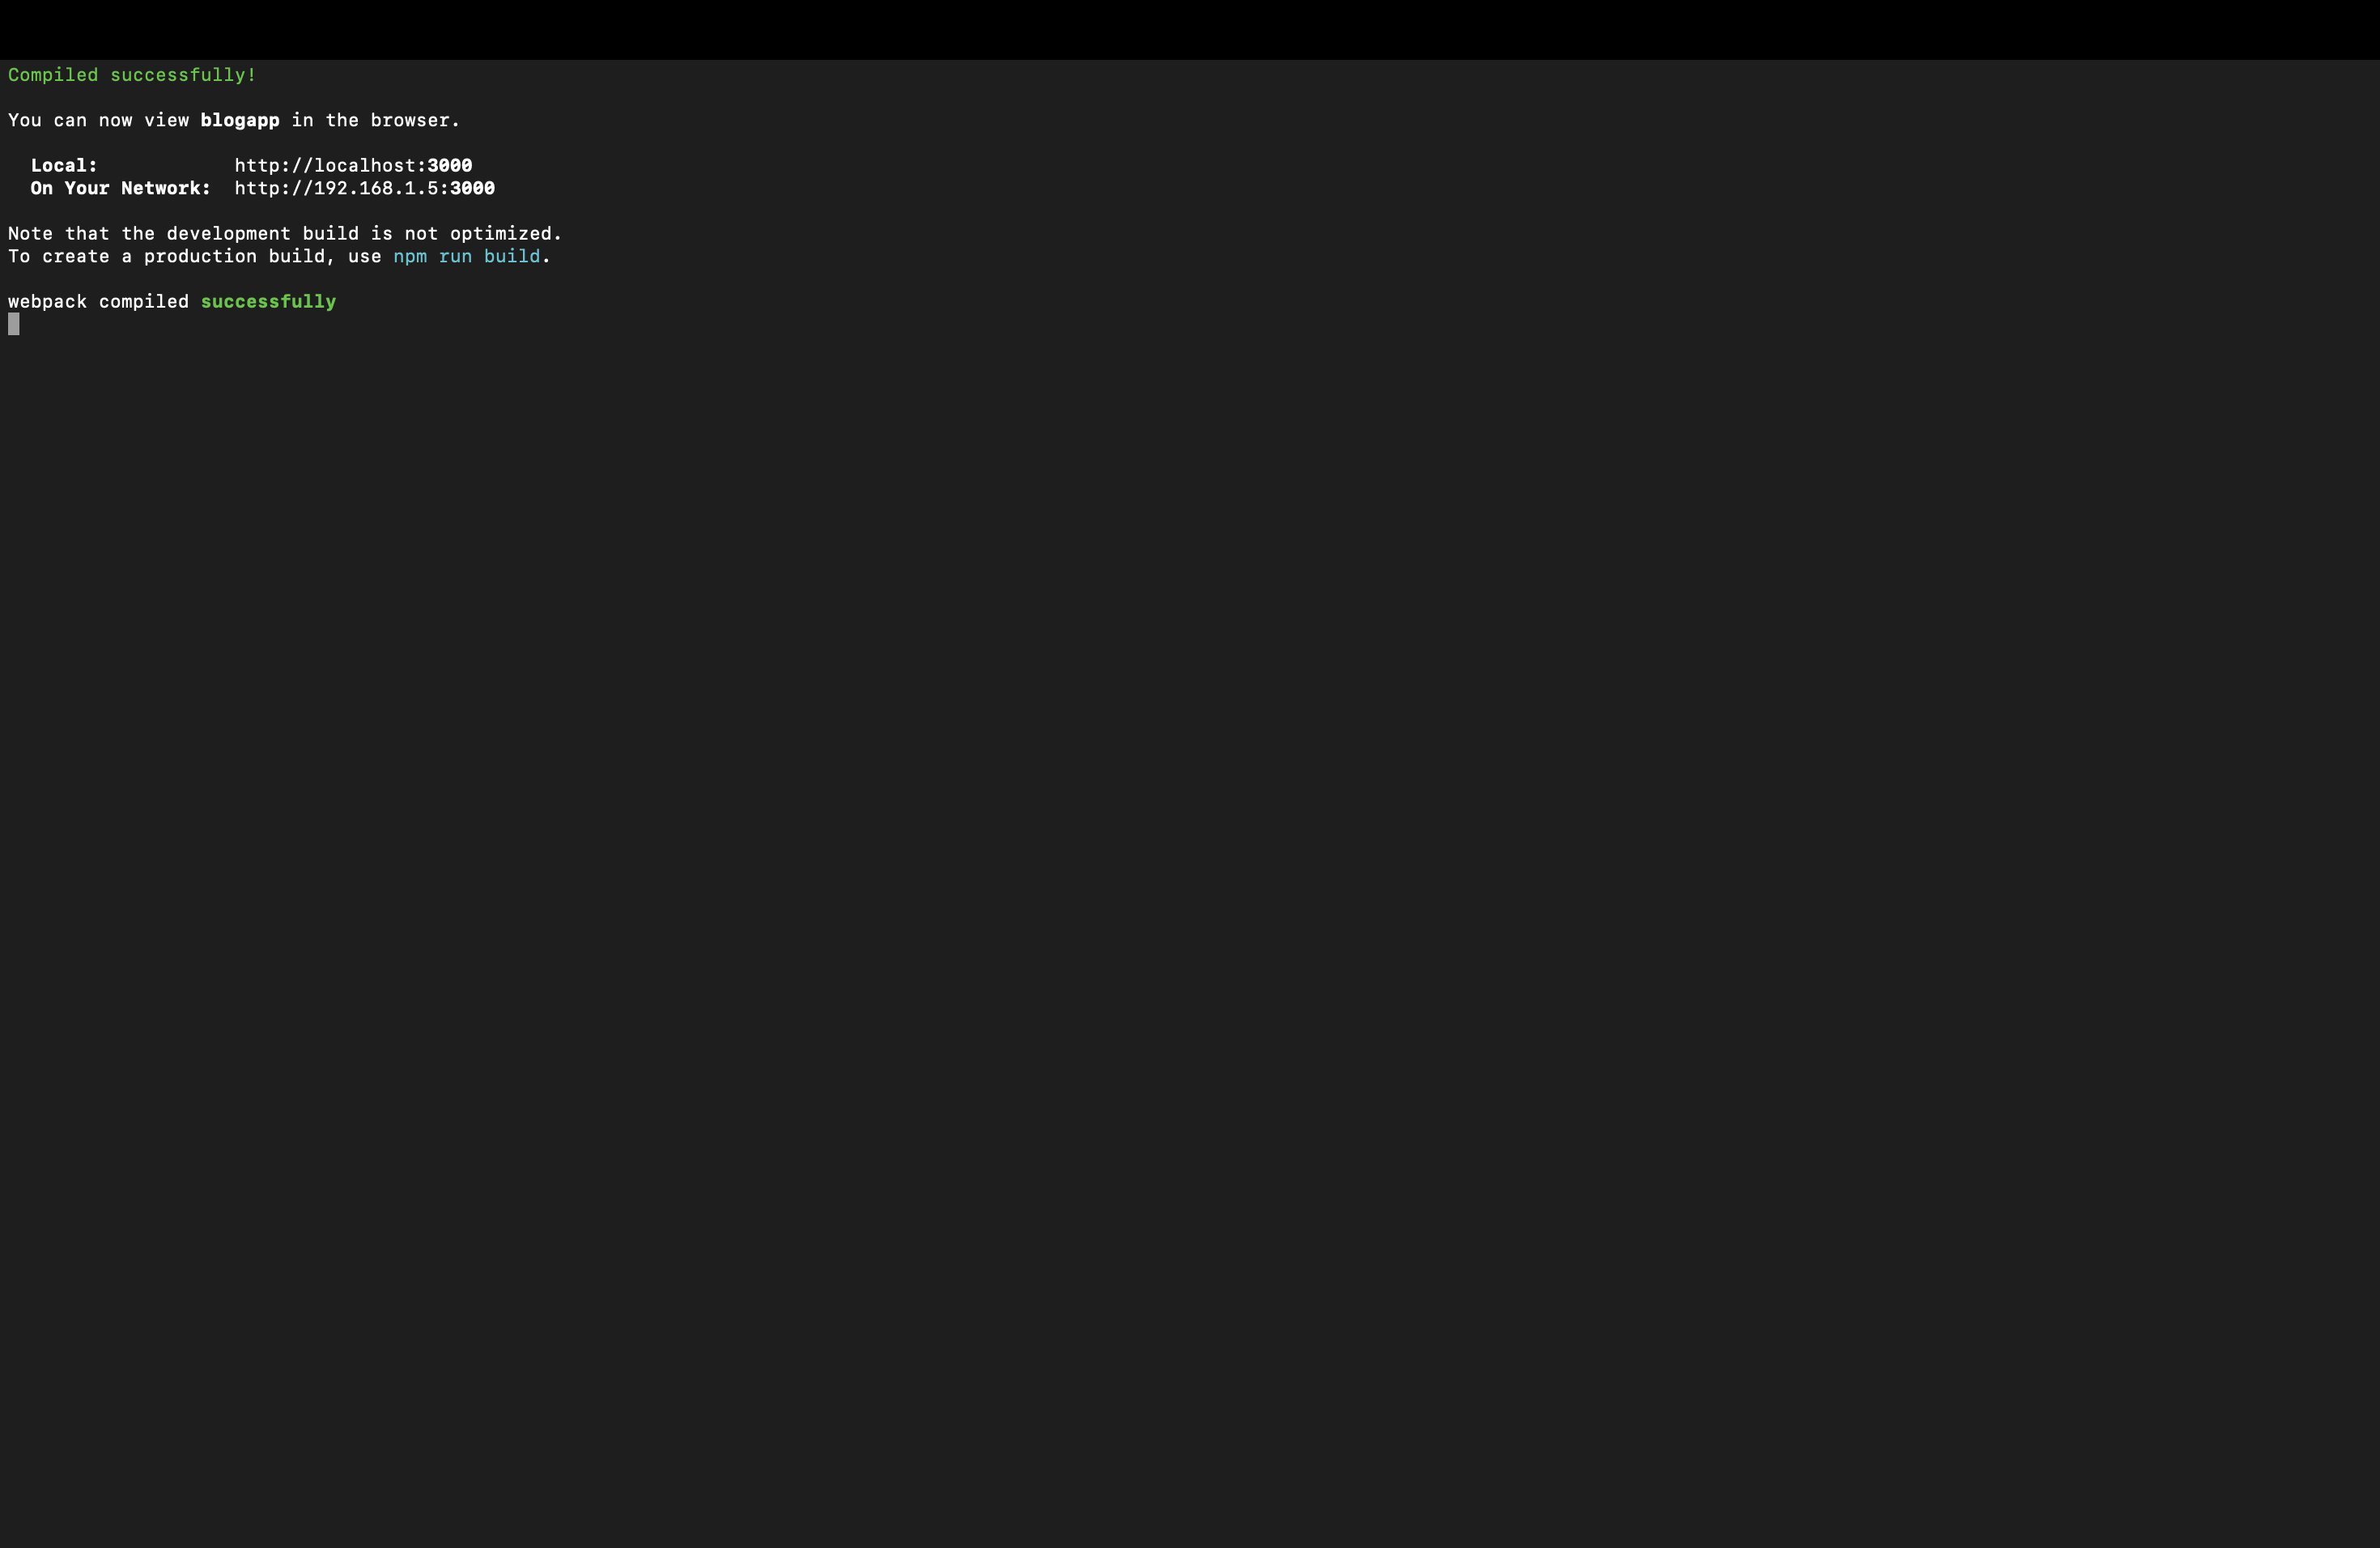 Compiled successfully!
You can now view blogapp in the browser.
Local: http://localhost:3000
On Your Network: http://192.168.1.5:3000
Note that the development build is not optimized.
To create a production build, use npm run build.
webpack compiled successfully